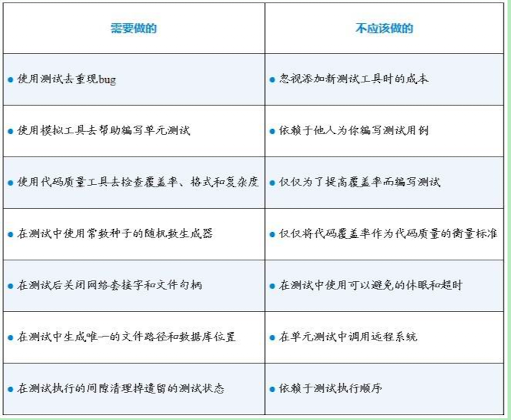 需要做的 不应该做的
● 使用测试去重现bug ● 忽视添加新测试工具时的成本
● 使用模拟工具去帮助编写单元测试 ● 依赖于他人为你编写测试用例
● 使用代码质量工具去检查覆盖率、格式和复杂度 ● 仅仅为了提高覆盖率而编写测试
● 在测试中使用常数种子的随机数生成器 ● 仅仅将代码覆盖率作为代码质量的衡量标准
● 在测试后关闭网络套接字和文件句柄 ● 在测试中使用可以避免的休眠和超时
● 在测试中生成唯一的文件路径和数据库位置 ● 在单元测试中调用远程系统
● 在测试执行的间隙清理掉遗留的测试状态 ● 依赖于测试执行顺序